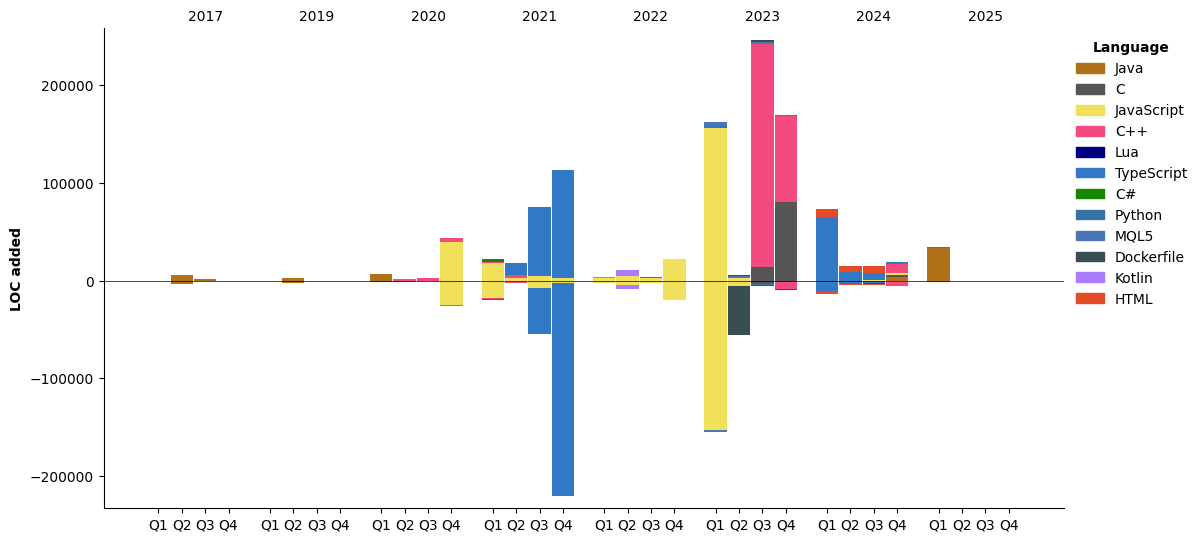 2017 2019 2020 2021 2022 2023 2024 2025
Language
Java
C
JavaScript
C++
Lua
TypeScript
C#
Python
MQL5
Dockerfile
Kotlin
HTML
LOC added
200000
100000
0
−100000
−200000
Q1 Q2 Q3 Q4 Q1 Q2 Q3 Q4 Q1 Q2 Q3 Q4 Q1 Q2 Q3 Q4 Q1 Q2 Q3 Q4 Q1 Q2 Q3 Q4 Q1 Q2 Q3 Q4 Q1 Q2 Q3 Q4